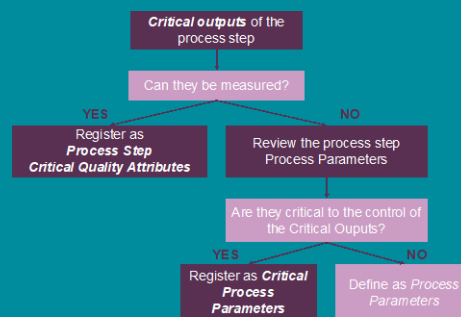 Critical outputs of the
process step
Can they be measured?
YES
NO
Register as
Process Step
Critical Quality Attributes
Review the process step
Process Parameters
Are they critical to the control of
the Critical Ouputs?
YES
NO
Register as Critical
Process
Parameters
Define as Process
Parameters